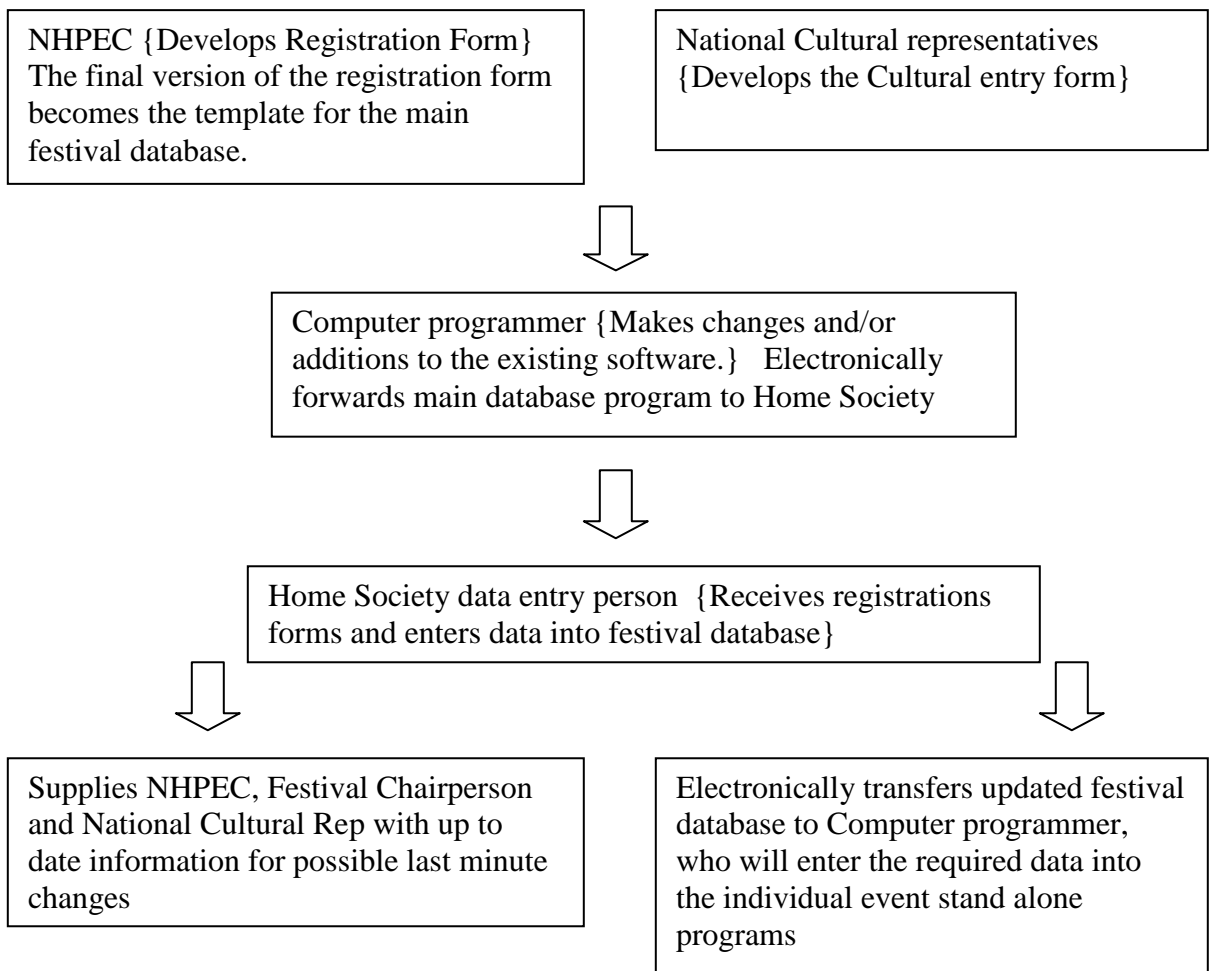 NHPEC {Develops Registration Form}
The final version of the registration form
becomes the template for the main
festival database.
National Cultural representatives
{Develops the Cultural entry form}
Computer programmer {Makes changes and/or
additions to the existing software.}   Electronically
forwards main database program to Home Society
Home Society data entry person  {Receives registrations
forms and enters data into festival database}
Supplies NHPEC, Festival Chairperson
and National Cultural Rep with up to
date information for possible last minute
changes
Electronically transfers updated festival
database to Computer programmer,
who will enter the required data into
the individual event stand alone
programs